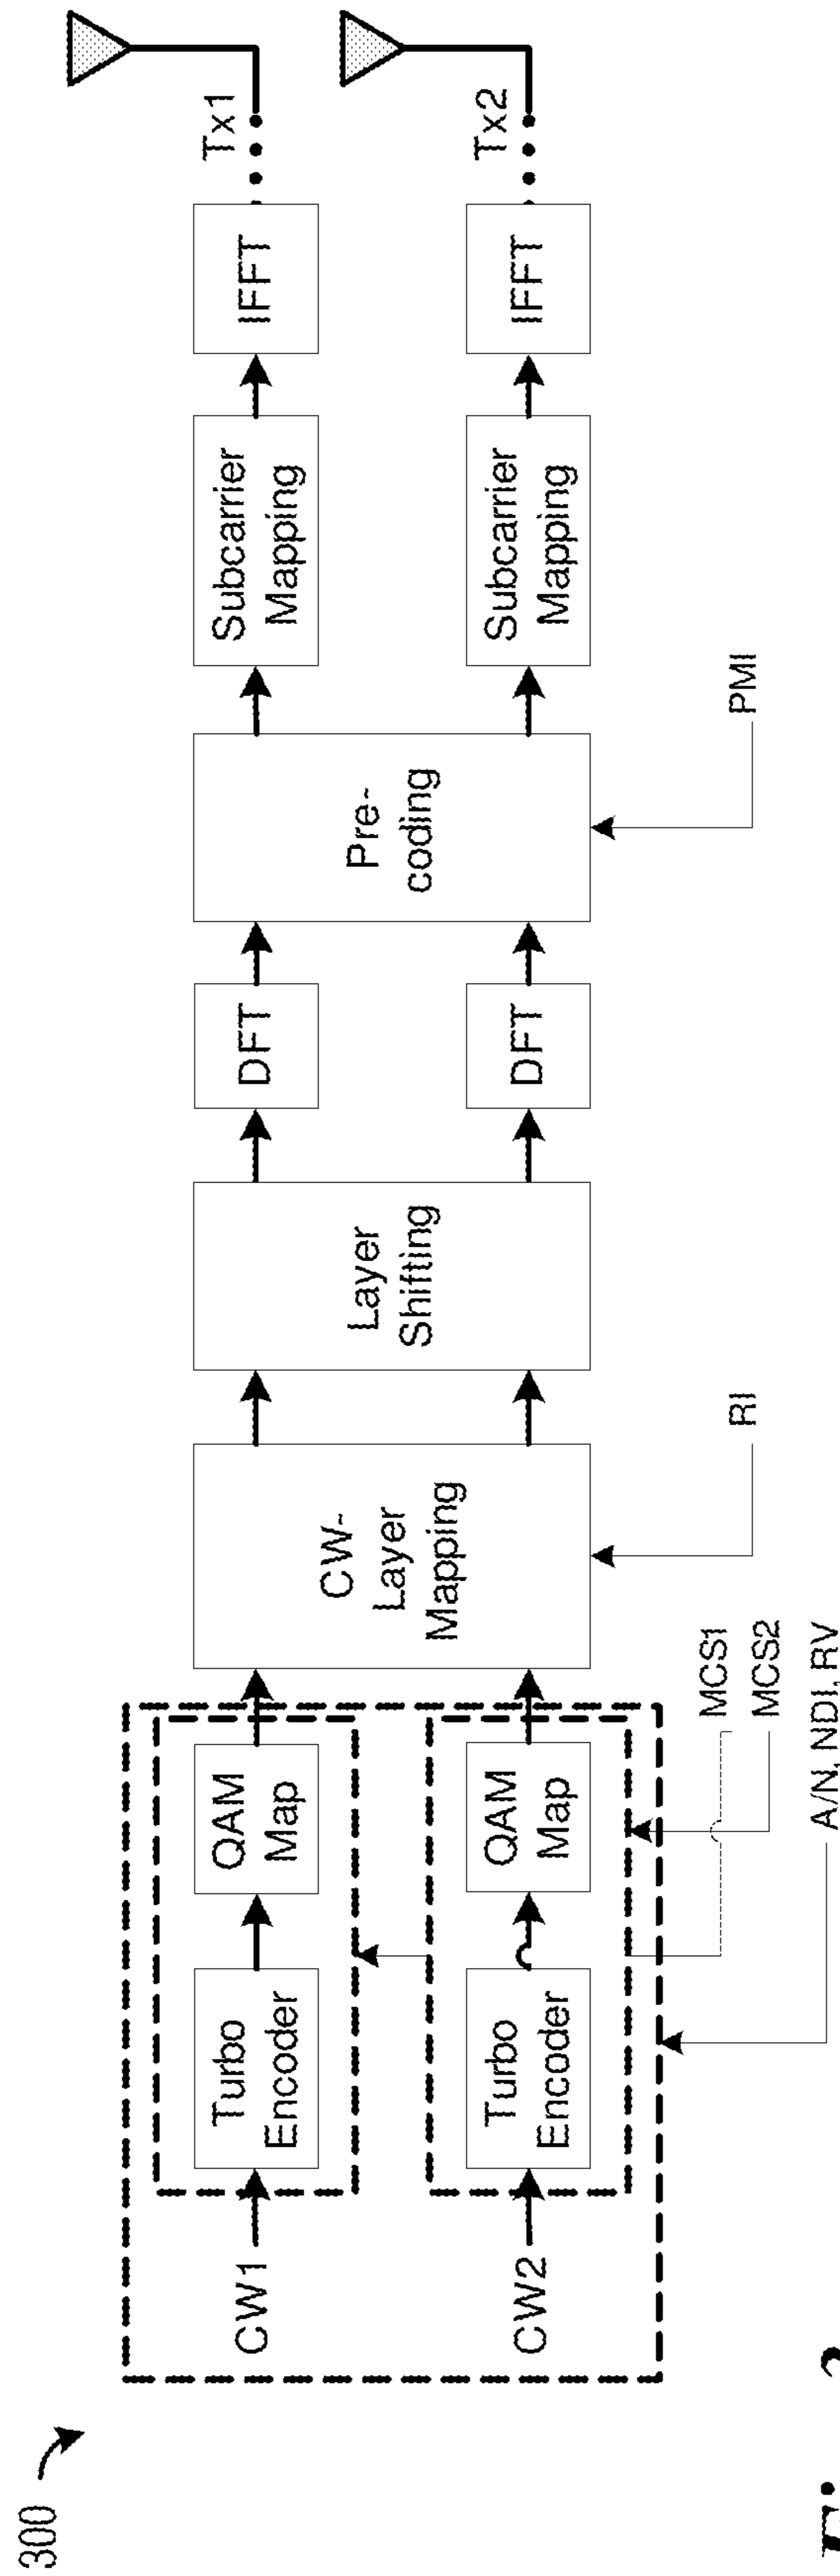 300
CW1
Turbo
Encoder
QAM
Map
CW2
Turbo
Encoder
QAM
Map
MCS1
MCS2
A/N, NDI, RV
CW-
Layer
Mapping
RI
Layer
Shifting
DFT
DFT
Pre-
coding
PMI
Subcarrier
Mapping
Subcarrier
Mapping
IFFT
IFFT
Tx1
Tx2